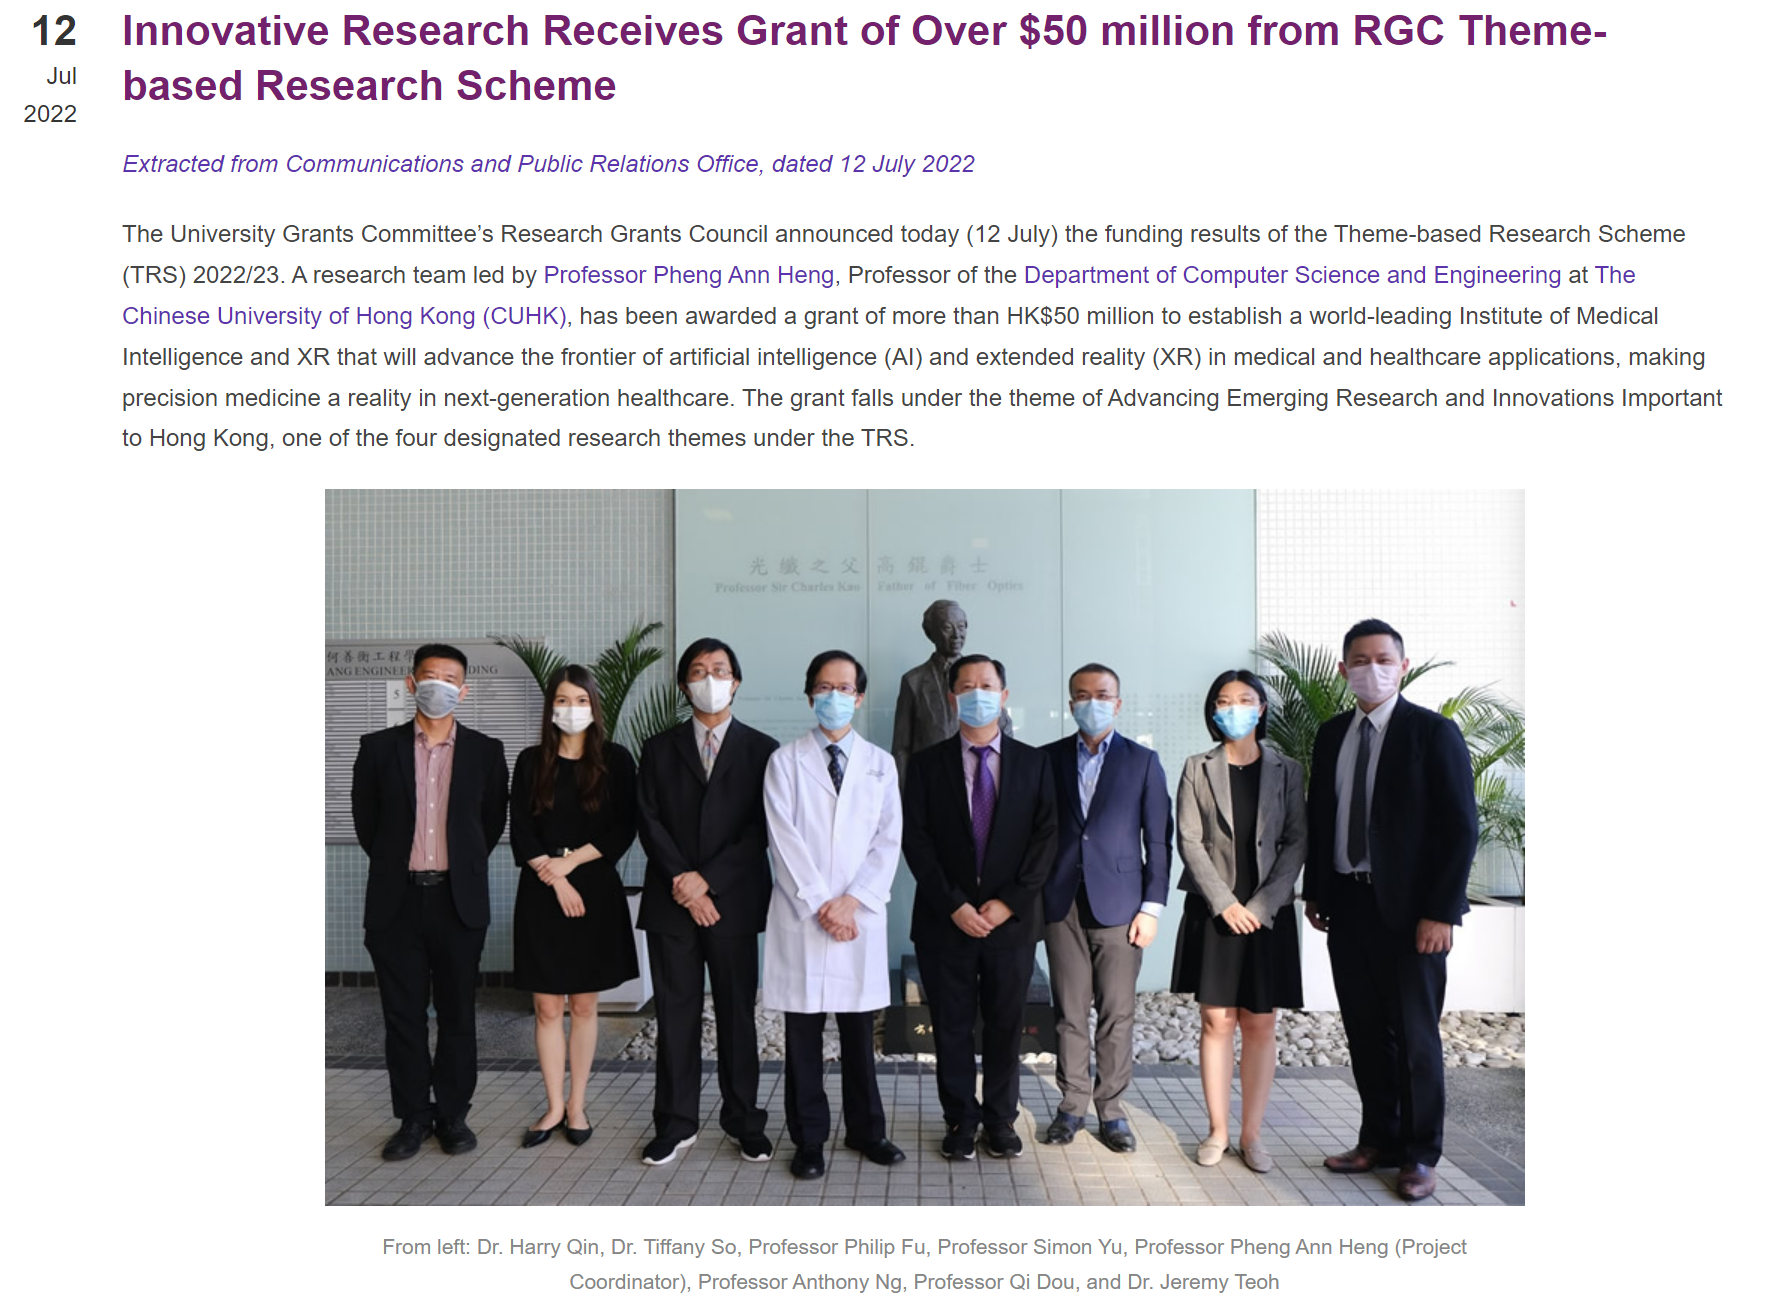 12
Jul
2022
Innovative Research Receives Grant of Over $50 million from RGC Theme-
based Research Scheme
Extracted from Communications and Public Relations Office, dated 12 July 2022
The University Grants Committee’s Research Grants Council announced today (12 July) the funding results of the Theme-based Research Scheme
(TRS) 2022/23. A research team led by Professor Pheng Ann Heng, Professor of the Department of Computer Science and Engineering at The
Chinese University of Hong Kong (CUHK), has been awarded a grant of more than HK$50 million to establish a world-leading Institute of Medical
Intelligence and XR that will advance the frontier of artificial intelligence (AI) and extended reality (XR) in medical and healthcare applications, making
precision medicine a reality in next-generation healthcare. The grant falls under the theme of Advancing Emerging Research and Innovations Important
to Hong Kong, one of the four designated research themes under the TRS.
光纖之父 高錕爵士
Professor Sir Charles Kao Father of Fiber Optics
何善衡工程學
ANG ENGINEE DING
5
From left: Dr. Harry Qin, Dr. Tiffany So, Professor Philip Fu, Professor Simon Yu, Professor Pheng Ann Heng (Project
Coordinator), Professor Anthony Ng, Professor Qi Dou, and Dr. Jeremy Teoh